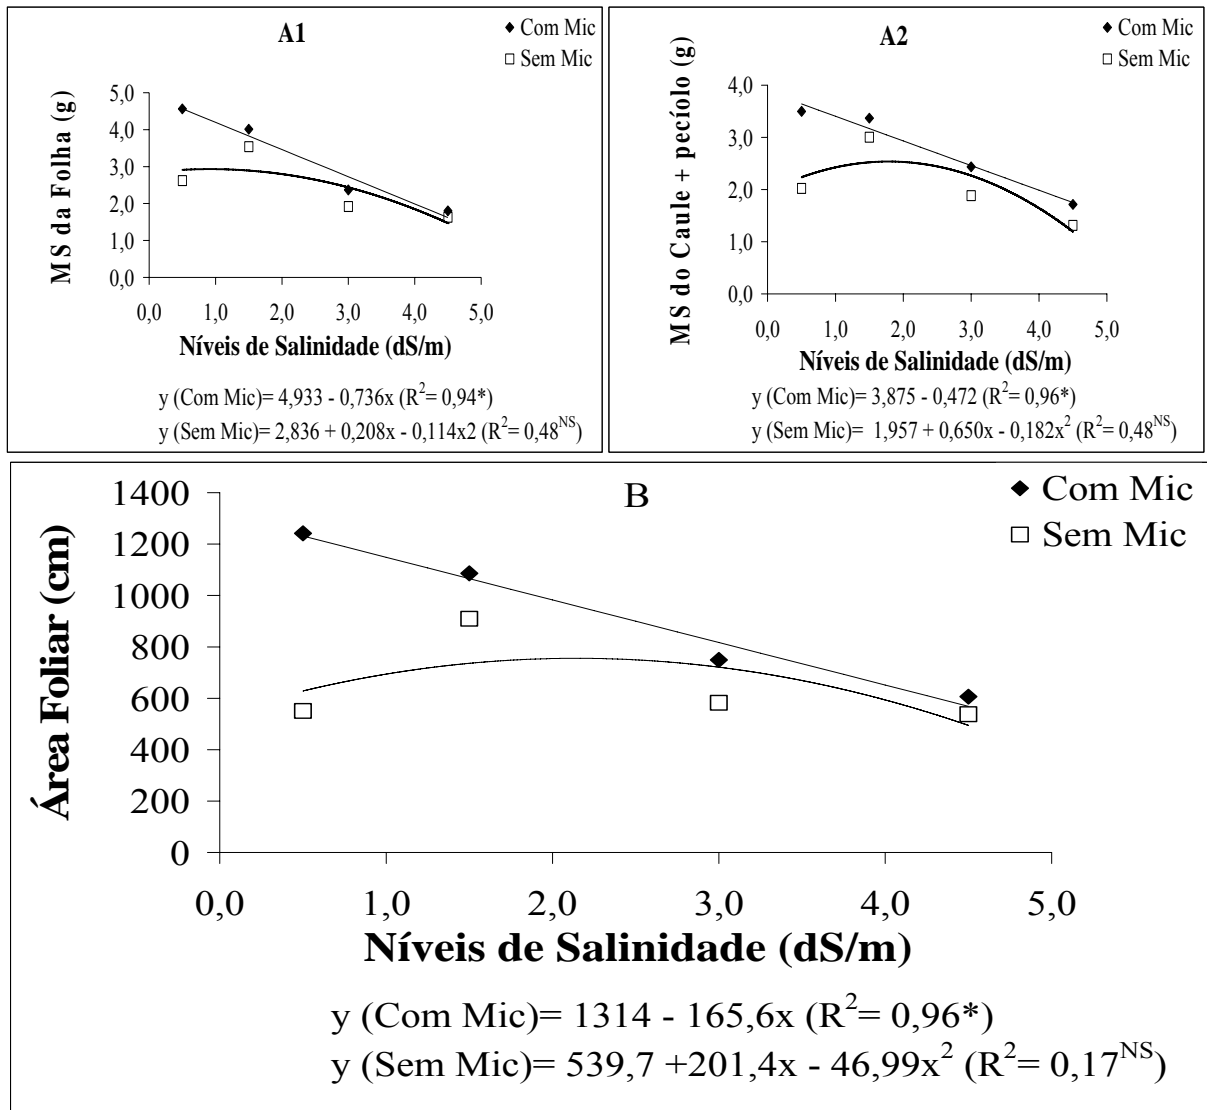 A1
Com Mic
Sem Mic
MS da Folha (g)
5,0
4,0
3,0
2,0
1,0
0,0
0,0 1,0 2,0 3,0 4,0 5,0
Níveis de Salinidade (dS/m)
y (Com Mic)= 4,933 - 0,736x (R²= 0,94*)
y (Sem Mic)= 2,836 + 0,208x - 0,114x2 (R²= 0,48ᴺˢ)
A2
Com Mic
Sem Mic
MS do Caule + pecíolo (g)
4,0
3,0
2,0
1,0
0,0
0,0 1,0 2,0 3,0 4,0 5,0
Níveis de Salinidade (dS/m)
y (Com Mic)= 3,875 - 0,472 (R²= 0,96*)
y (Sem Mic)= 1,957 + 0,650x - 0,182x² (R²= 0,48ᴺˢ)
B
Com Mic
Sem Mic
Área Foliar (cm)
1400
1200
1000
800
600
400
200
0
0,0 1,0 2,0 3,0 4,0 5,0
Níveis de Salinidade (dS/m)
y (Com Mic)= 1314 - 165,6x (R²= 0,96*)
y (Sem Mic)= 539,7 +201,4x - 46,99x² (R²= 0,17ᴺˢ)